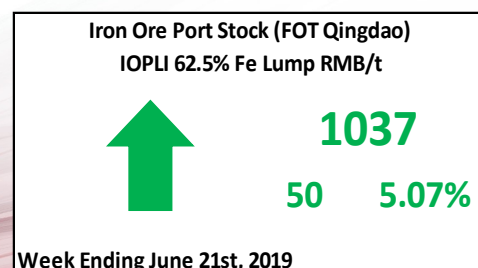 Iron Ore Port Stock (FOT Qingdao)
IOPLI 62.5% Fe Lump RMB/t
1037
50 5.07%
Week Ending June 21st, 2019